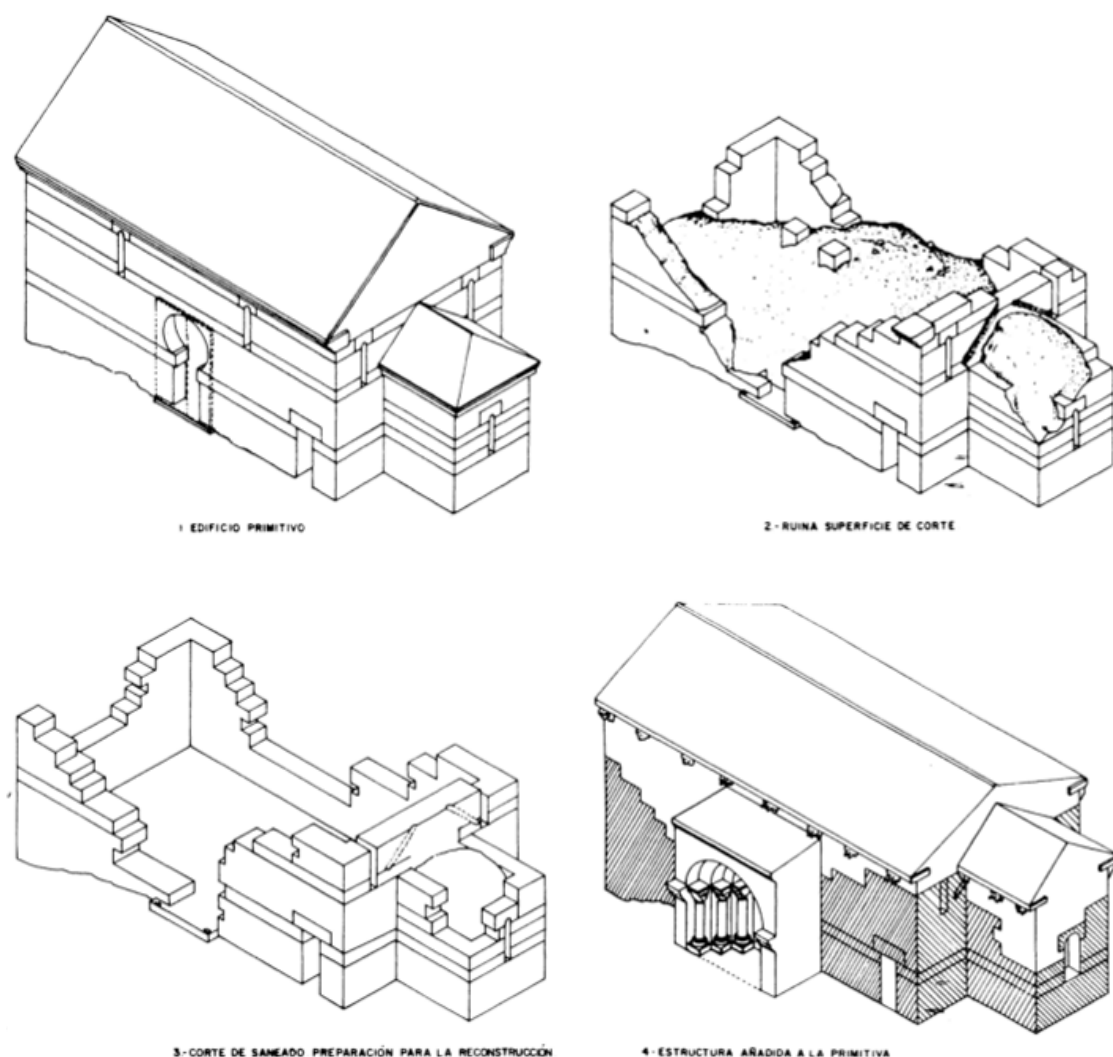 1 EDIFICIO PRIMITIVO
2.- RUINA SUPERFICIE DE CORTE
3.- CORTE DE SANEADO PREPARACIÓN PARA LA RECONSTRUCCIÓN
4 - ESTRUCTURA AÑADIDA A LA PRIMITIVA